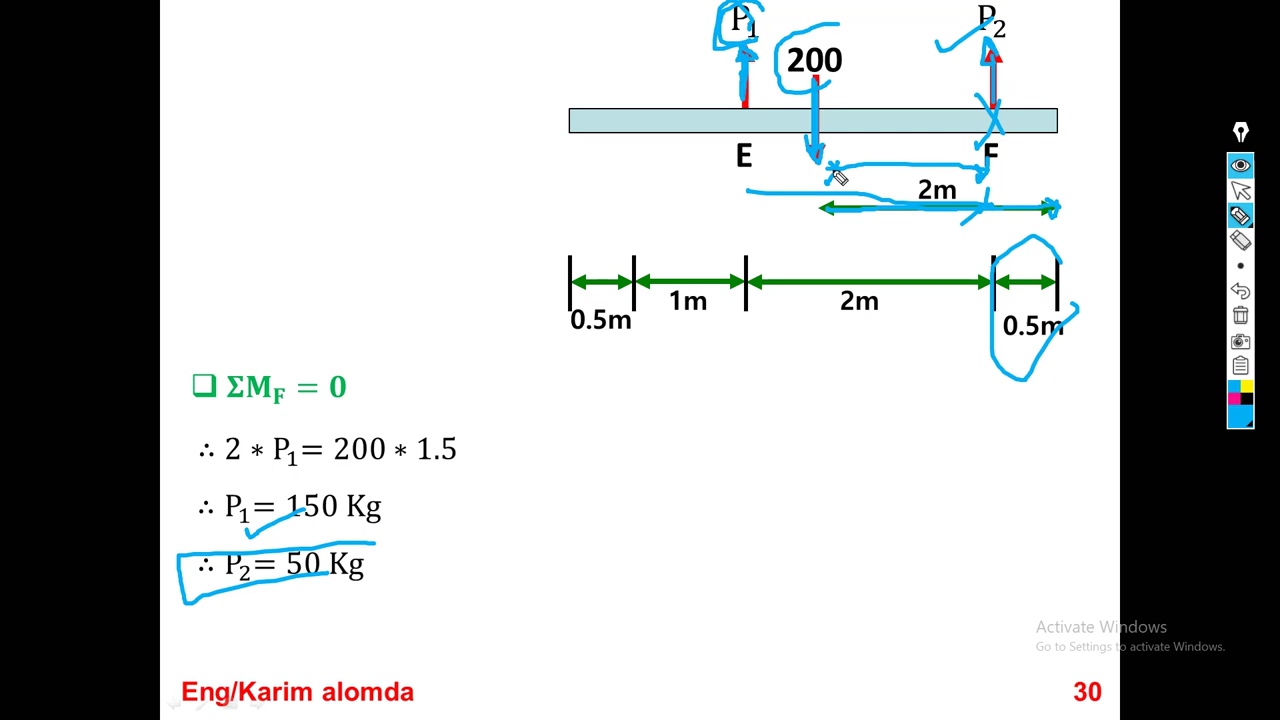 P₁
P₂
200
E
F
2m
0.5m
1m
2m
0.5m
❑ ΣM_F = 0
∴ 2 ∗ P₁= 200 ∗ 1.5
∴ P₁= 150 Kg
∴ P₂= 50 Kg
Activate Windows
Go to Settings to activate Windows.
Eng/Karim alomda
30